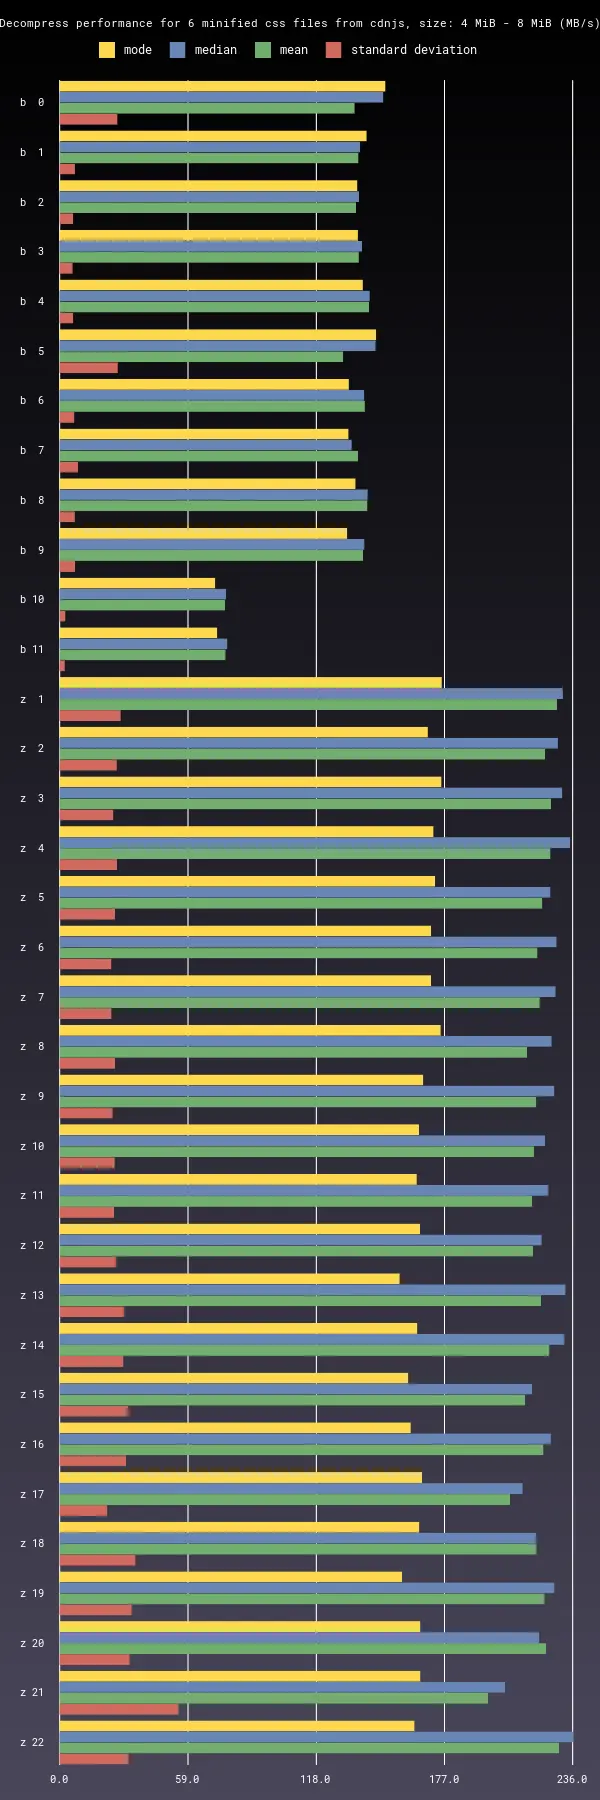 Decompress performance for 6 minified css files from cdnjs, size: 4 MiB - 8 MiB (MB/s)
mode median mean standard deviation
b 0
b 1
b 2
b 3
b 4
b 5
b 6
b 7
b 8
b 9
b 10
b 11
z 1
z 2
z 3
z 4
z 5
z 6
z 7
z 8
z 9
z 10
z 11
z 12
z 13
z 14
z 15
z 16
z 17
z 18
z 19
z 20
z 21
z 22
0.0 59.0 118.0 177.0 236.0